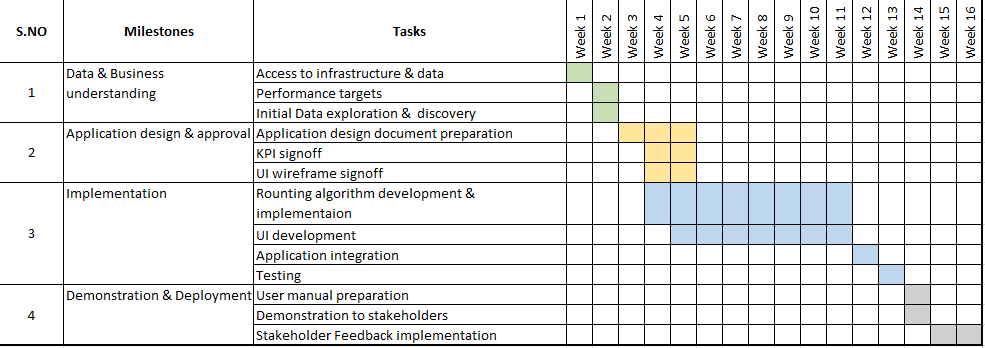 S.NO Milestones Tasks Week 1 Week 2 Week 3 Week 4 Week 5 Week 6 Week 7 Week 8 Week 9 Week 10 Week 11 Week 12 Week 13 Week 14 Week 15 Week 16
1 Data & Business understanding Access to infrastructure & data
Performance targets
Initial Data exploration & discovery
2 Application design & approval Application design document preparation
KPI signoff
UI wireframe signoff
3 Implementation Rounting algorithm development &
implementaion
UI development
Application integration
Testing
4 Demonstration & Deployment User manual preparation
Demonstration to stakeholders
Stakeholder Feedback implementation